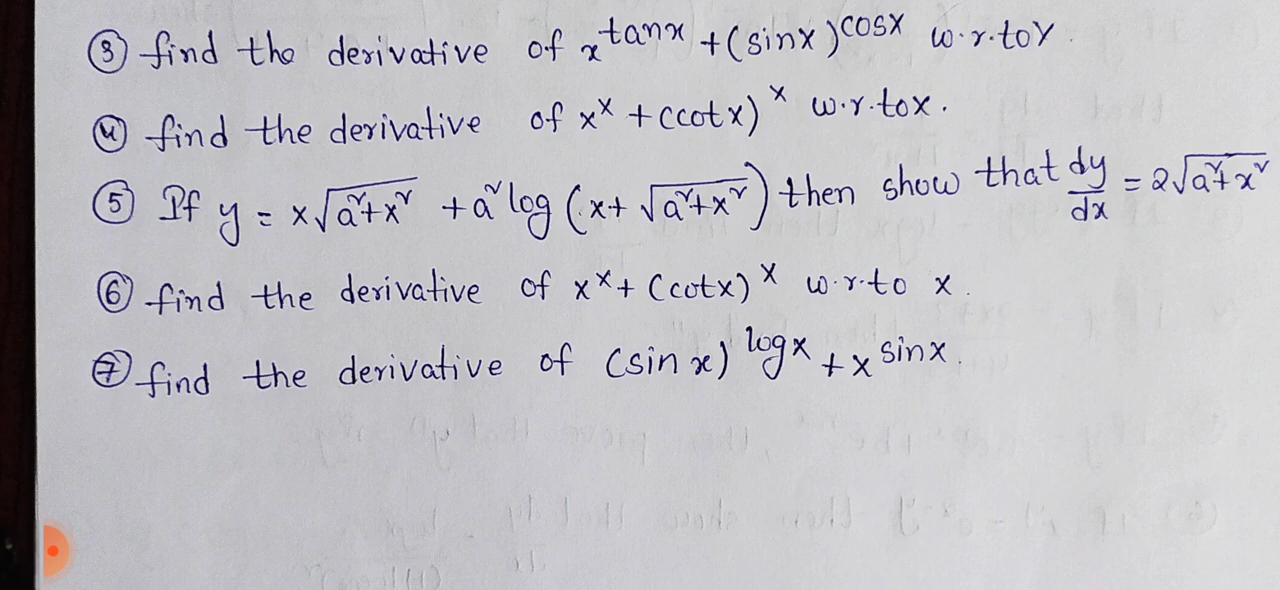 ③ find the derivative of x^tanx + (sinx)^cosx w.r.tox.
④ find the derivative of x^x + (cotx)^x w.r.tox.
⑤ If y = x√(a²+x²) + a² log (x+ √(a²+x²)) then show that dy/dx = 2√(a²+x²)
⑥ find the derivative of x^x + (cotx)^x w.r.to x.
⑦ find the derivative of (sin x)^logx + x^sinx.